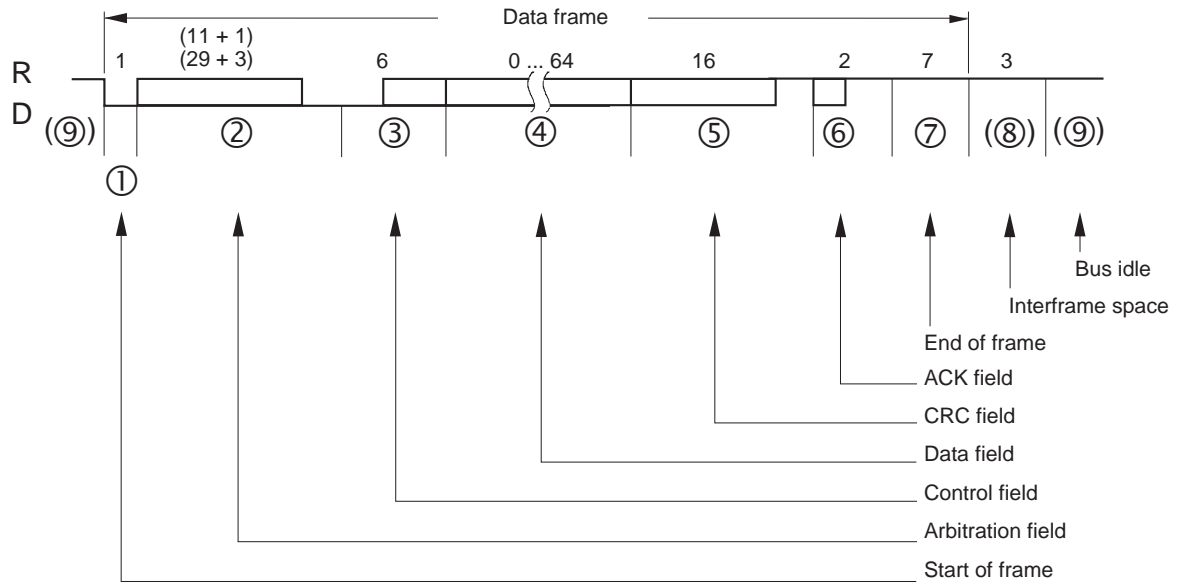 Data frame
(11 + 1)
(29 + 3)
1
6
0 ... 64
16
2
7
3
R
D
(⑨)
②
③
④
⑤
⑥
⑦
(⑧)
(⑨)
①
Bus idle
Interframe space
End of frame
ACK field
CRC field
Data field
Control field
Arbitration field
Start of frame